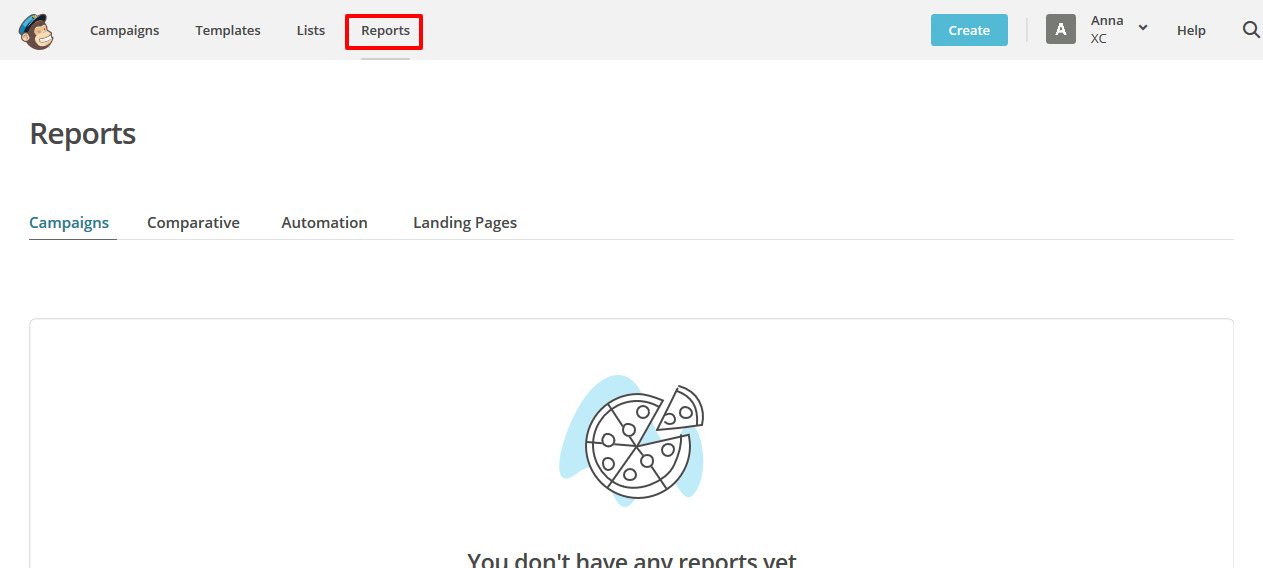 Campaigns Templates Lists Reports Create A Anna Help
XC
Reports
Campaigns Comparative Automation Landing Pages
You don't have any reports yet